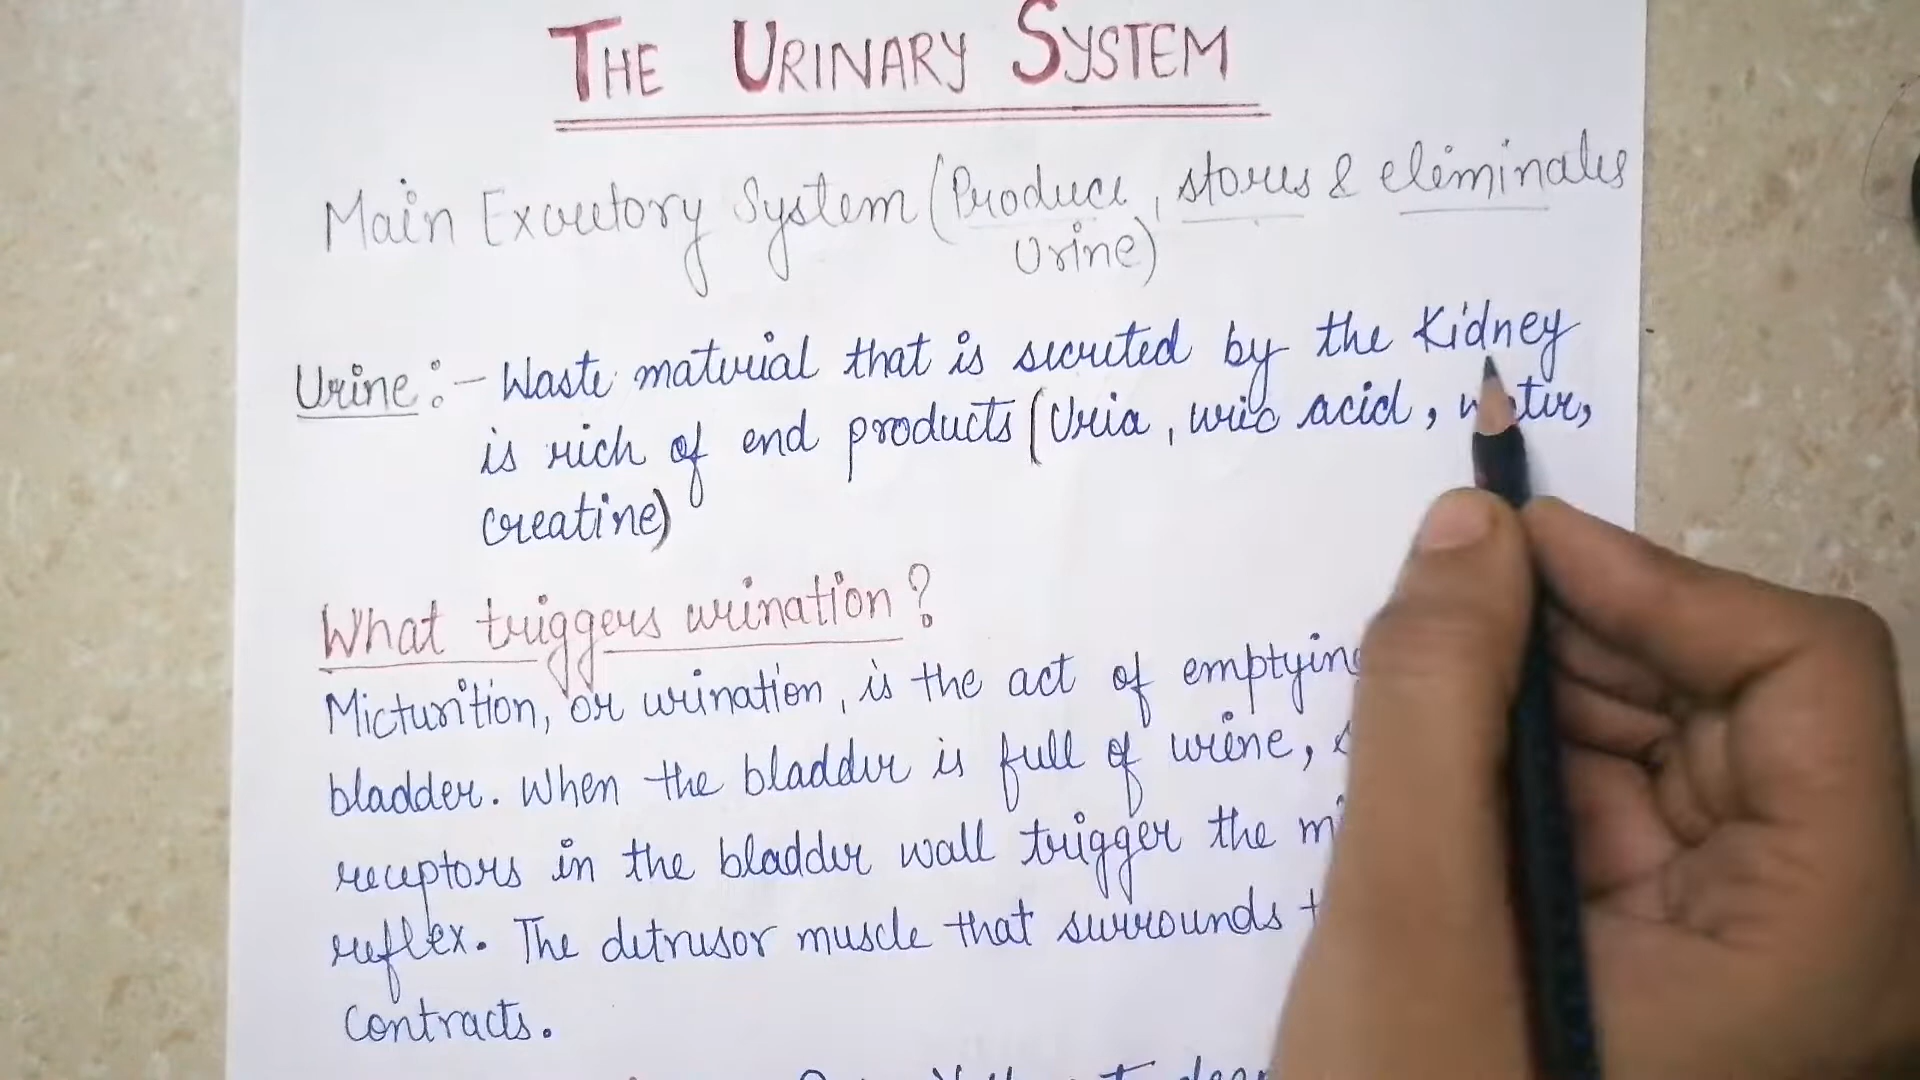 THE URINARY SYSTEM
Main Excretory System (Produce, stores & eliminates
Urine)
Urine:- Waste material that is secreted by the Kidney
is rich of end products (Uria, uric acid, water,
creatine)
What triggers urination?
Micturition, or urination, is the act of emptying
bladder. When the bladder is full of urine,
receptors in the bladder wall trigger the
reflex. The detrusor muscle that surrounds
contracts.